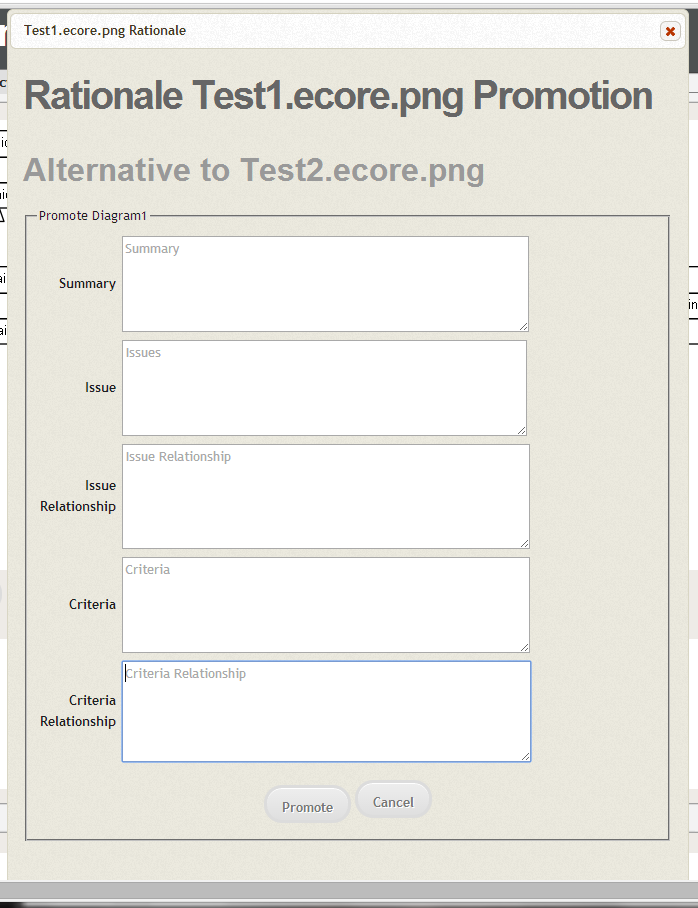 Test1.ecore.png Rationale
Rationale Test1.ecore.png Promotion
Alternative to Test2.ecore.png
Promote Diagram1
Summary
Summary
Issues
Issue
Issue Relationship
Issue
Relationship
Criteria
Criteria
Criteria Relationship
Criteria
Relationship
Promote
Cancel